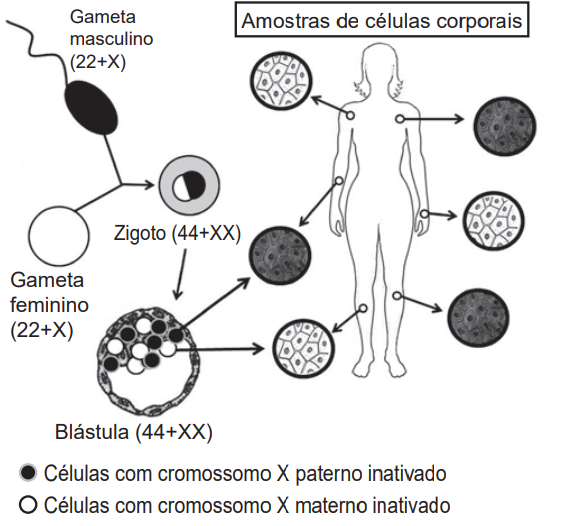 Gameta
masculino
(22+X)
Amostras de células corporais
Zigoto (44+XX)
Gameta
feminino
(22+X)
Blástula (44+XX)
Células com cromossomo X paterno inativado
Células com cromossomo X materno inativado